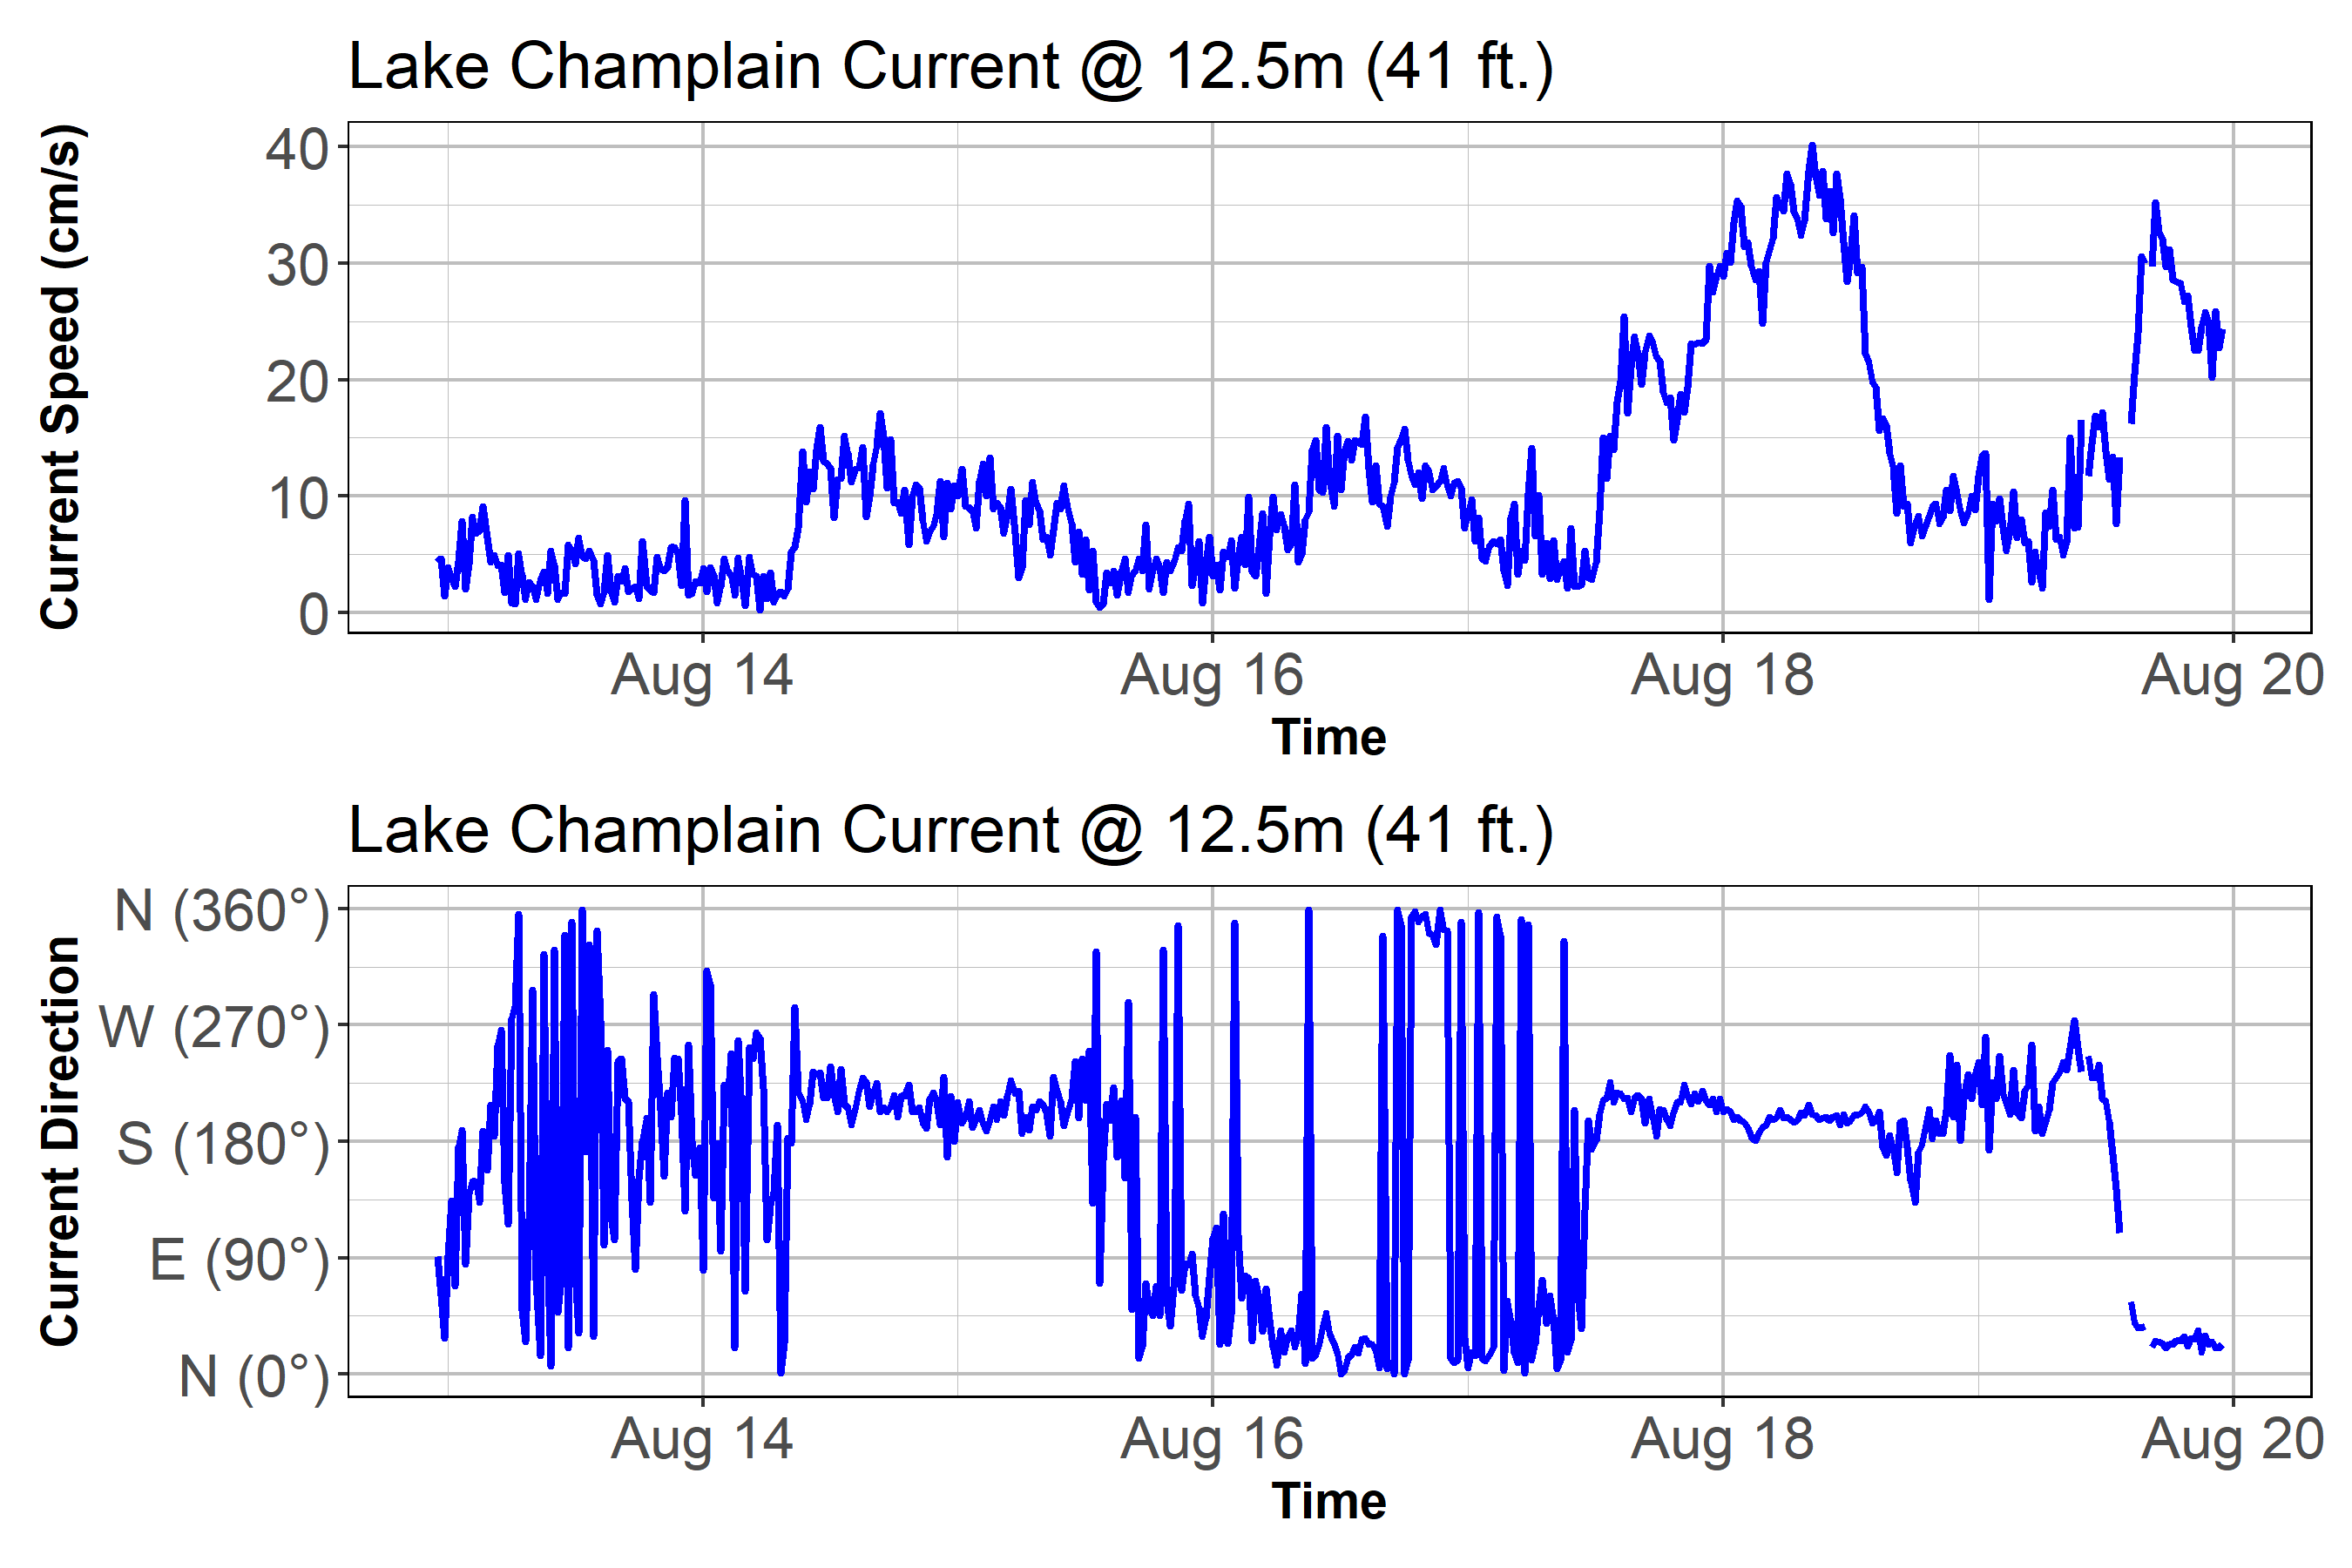 Lake Champlain Current @ 12.5m (41 ft.)
Current Speed (cm/s)
40
30
20
10
0
Aug 14
Aug 16
Aug 18
Aug 20
Time
Lake Champlain Current @ 12.5m (41 ft.)
Current Direction
N (360°)
W (270°)
S (180°)
E (90°)
N (0°)
Aug 14
Aug 16
Aug 18
Aug 20
Time